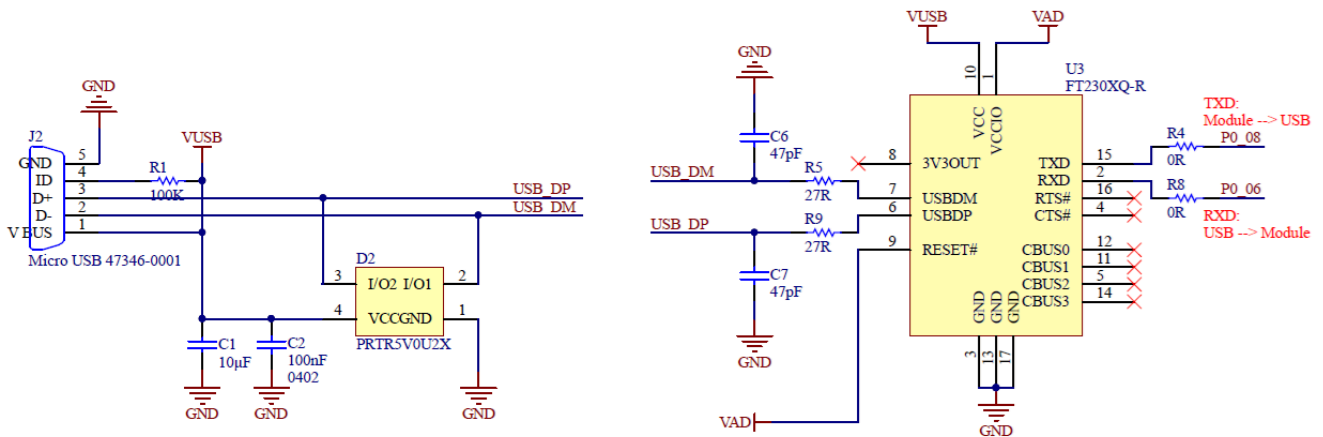 GND
J2
GND 5
ID 4
D+ 3
D- 2
V BUS 1
Micro USB 47346-0001
VUSB
R1
100K
USB_DP
USB_DM
D2
3 I/O2 I/O1 2
4 VCCGND 1
PRTR5V0U2X
C1
10µF
C2
100nF
0402
GND
GND
GND
VUSB
VAD
GND
C6
47pF
USB_DM
R5
27R
USB_DP
R9
27R
C7
47pF
GND
VAD
U3
FT230XQ-R
10
1
VCC
VCCIO
8 3V3OUT
7 USBDM
6 USBDP
9 RESET#
TXD 15
RXD 2
RTS# 16
CTS# 4
CBUS0 12
CBUS1 11
CBUS2 5
CBUS3 14
GND
GND
GND
3
13
17
GND
TXD:
Module --> USB
R4
0R
P0_08
R8
0R
P0_06
RXD:
USB --> Module